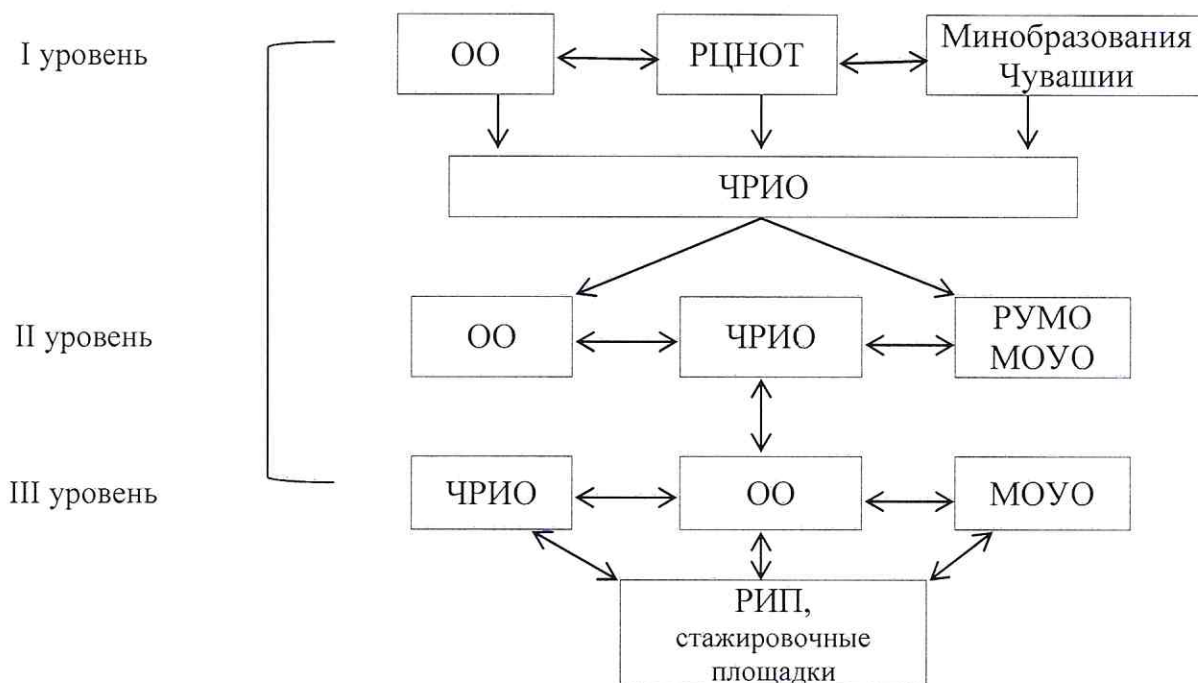 I уровень
ОО
РЦНОТ
Минобразования
Чувашии
ЧРИО
II уровень
ОО
ЧРИО
РУМО
МОУО
III уровень
ЧРИО
ОО
МОУО
РИП,
стажировочные
площадки